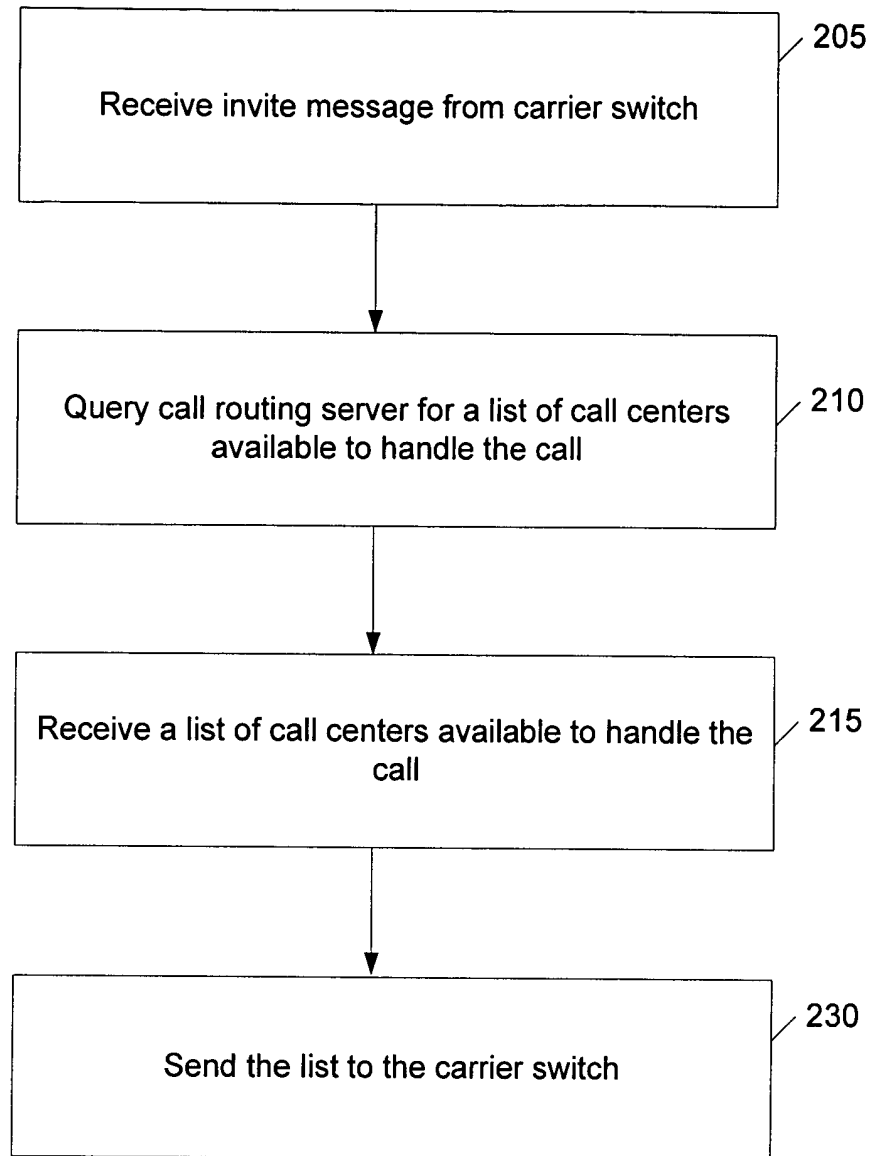 205
Receive invite message from carrier switch
210
Query call routing server for a list of call centers
available to handle the call
215
Receive a list of call centers available to handle the
call
230
Send the list to the carrier switch